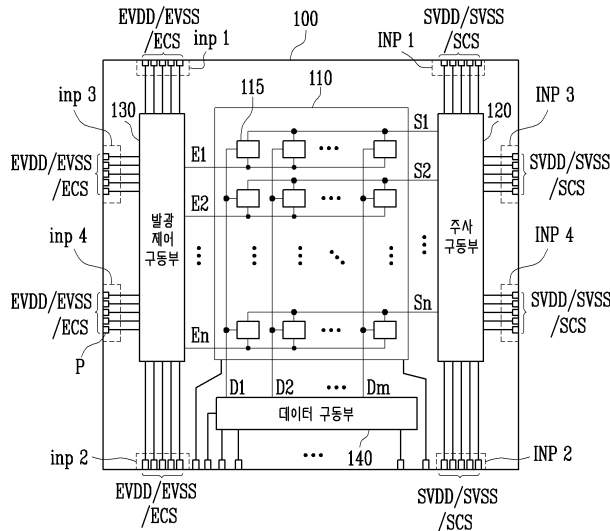 EVDD/EVSS
/ECS
inp 1
100
INP 1
SVDD/SVSS
/SCS
inp 3
130
115
110
S1
120
INP 3
EVDD/EVSS
/ECS
E1
S2
SVDD/SVSS
/SCS
E2
inp 4
발광
제어
구동부
주사
구동부
INP 4
EVDD/EVSS
/ECS
Sn
SVDD/SVSS
/SCS
P
En
D1
D2
Dm
데이터 구동부
inp 2
140
INP 2
EVDD/EVSS
/ECS
SVDD/SVSS
/SCS